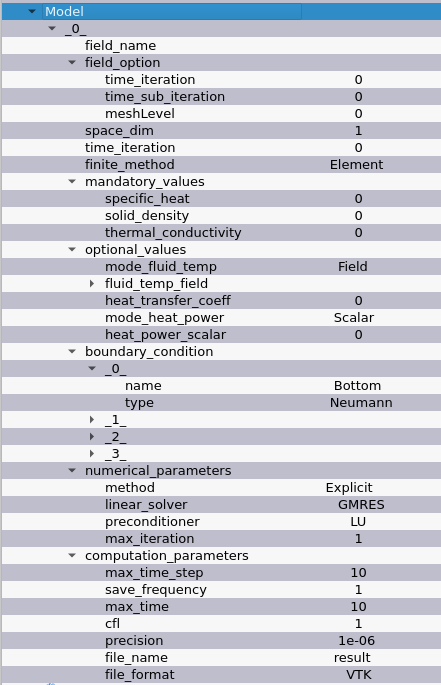 Model
_0_
field_name
field_option
time_iteration 0
time_sub_iteration 0
meshLevel 0
space_dim 1
time_iteration 0
finite_method Element
mandatory_values
specific_heat 0
solid_density 0
thermal_conductivity 0
optional_values
mode_fluid_temp Field
fluid_temp_field
heat_transfer_coeff 0
mode_heat_power Scalar
heat_power_scalar 0
boundary_condition
_0_
name Bottom
type Neumann
_1_
_2_
_3_
numerical_parameters
method Explicit
linear_solver GMRES
preconditioner LU
max_iteration 1
computation_parameters
max_time_step 10
save_frequency 1
max_time 10
cfl 1
precision 1e-06
file_name result
file_format VTK